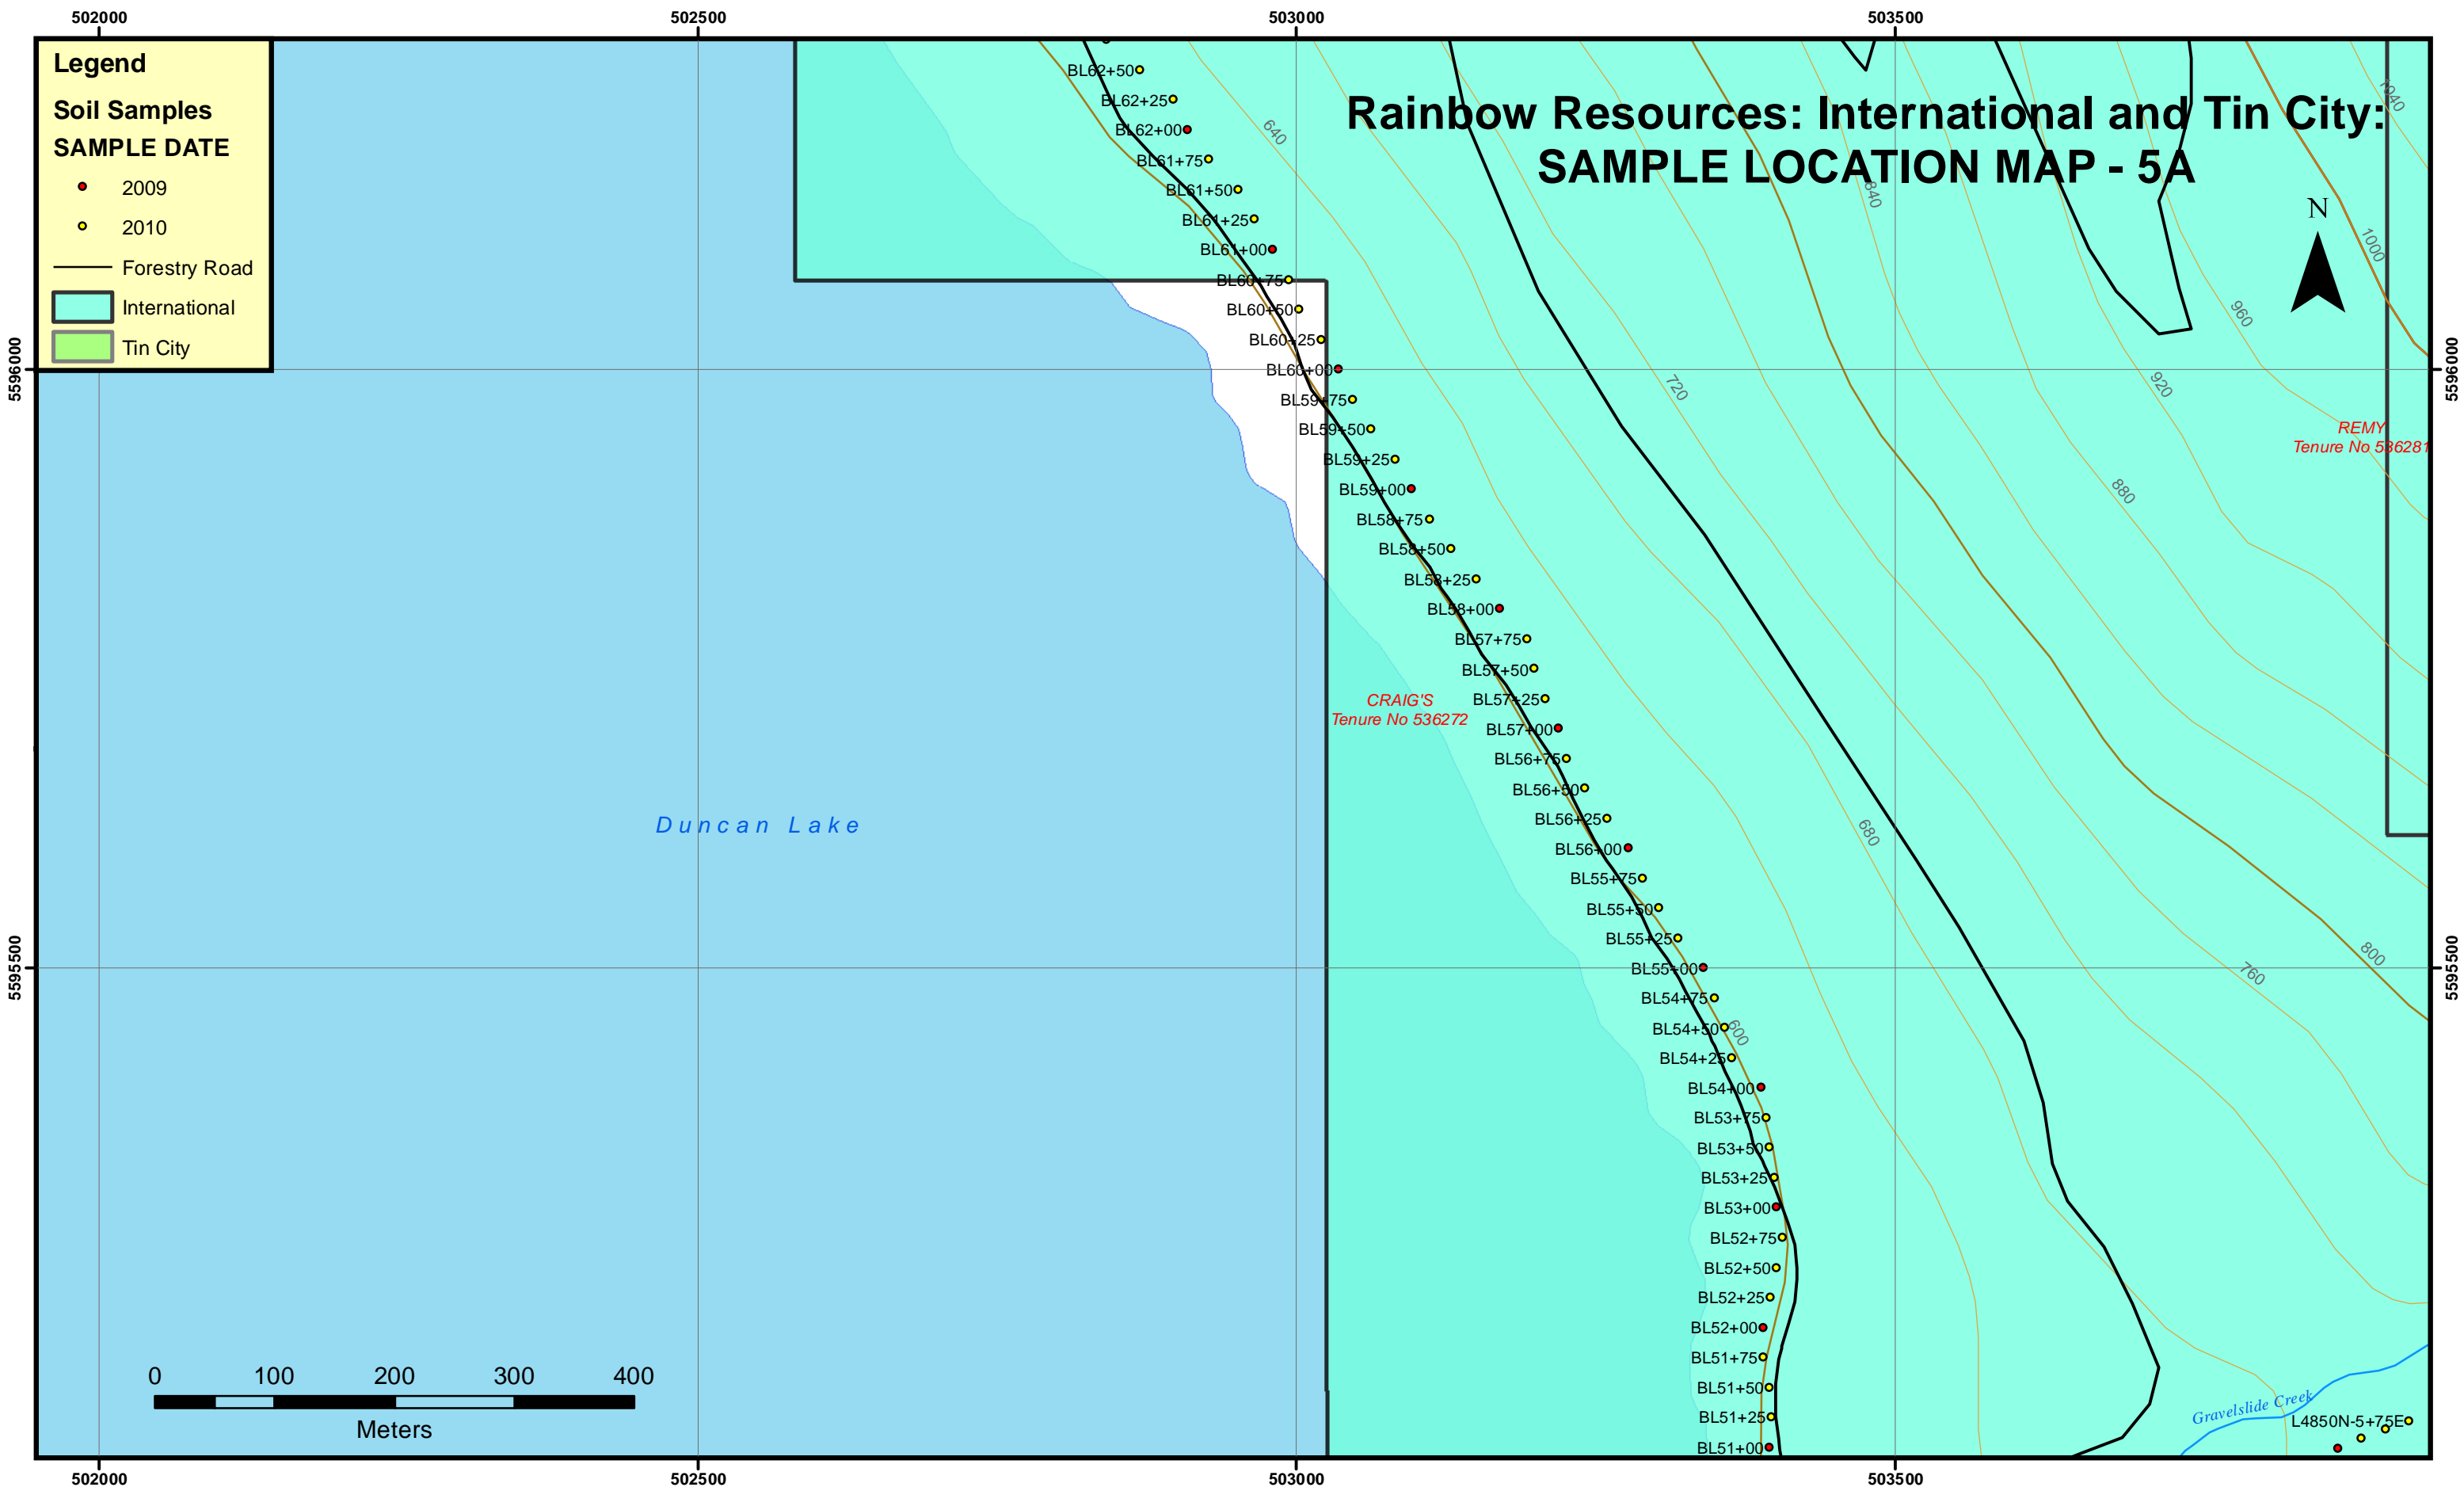 502000
502500
503000
503500
Legend
Soil Samples
SAMPLE DATE
2009
2010
Forestry Road
International
Tin City
Rainbow Resources: International and Tin City:
SAMPLE LOCATION MAP - 5A
N
BL62+50
BL62+25
BL62+00
BL61+75
BL61+50
BL61+25
BL61+00
BL60+75
BL60+50
BL60+25
BL60+00
BL59+75
BL59+50
BL59+25
BL59+00
BL58+75
BL58+50
BL58+25
BL58+00
BL57+75
BL57+50
BL57+25
BL57+00
BL56+75
BL56+50
BL56+25
BL56+00
BL55+75
BL55+50
BL55+25
BL55+00
BL54+75
BL54+50
BL54+25
BL54+00
BL53+75
BL53+50
BL53+25
BL53+00
BL52+75
BL52+50
BL52+25
BL52+00
BL51+75
BL51+50
BL51+25
BL51+00
640
840
1040
1000
960
920
880
720
680
800
760
600
5596000
5596000
5595500
5595500
REMY
Tenure No 536281
CRAIG'S
Tenure No 536272
Duncan Lake
Gravelslide Creek
L4850N-5+75E
0 100 200 300 400
Meters
502000
502500
503000
503500